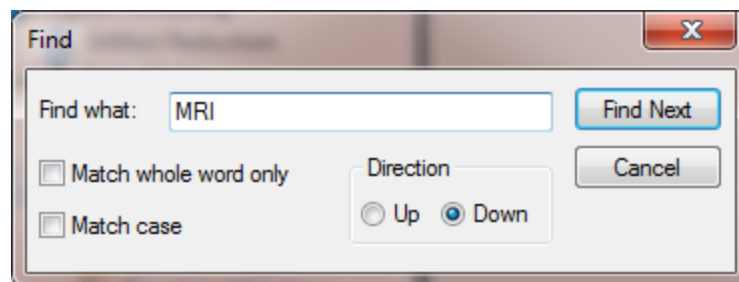 Find
Find what: MRI
Find Next
Match whole word only
Direction
Cancel
Match case
Up Down